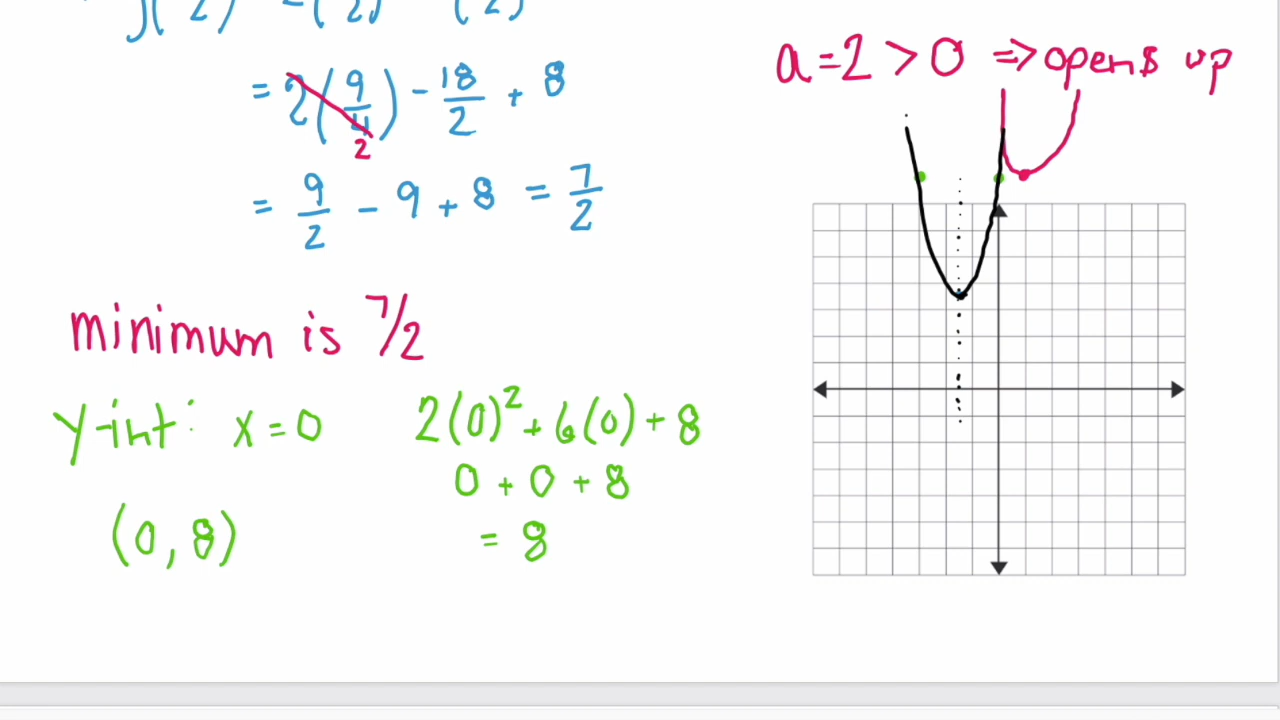 = 2(9/4) - 18/2 + 8
2
= 9/2 - 9 + 8 = 7/2
minimum is 7/2
y-int: x = 0
2(0)² + 6(0) + 8
0 + 0 + 8
(0, 8)
= 8
a = 2 > 0 => opens up